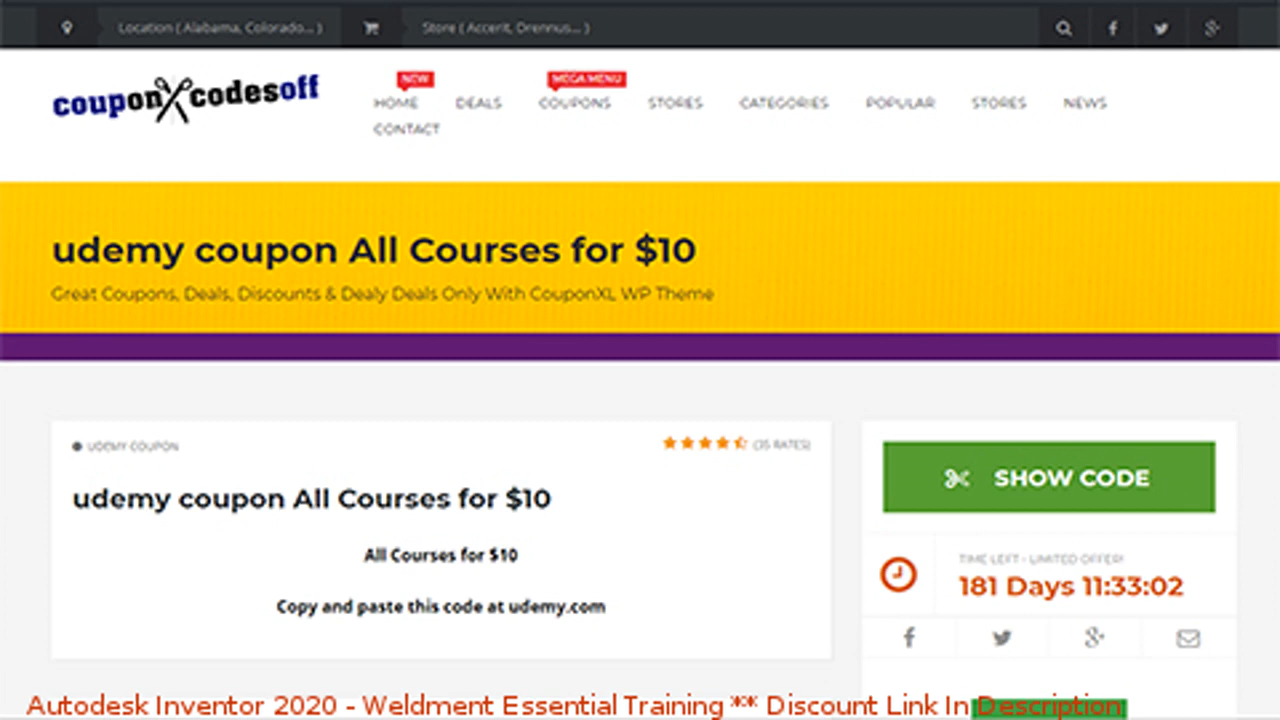 Location ( Alabama, Colorado... )
Store ( Accerit, Drennus... )
couponXcodesoff
NEW
MEGA MENU
HOME DEALS COUPONS STORES CATEGORIES POPULAR STORES NEWS
CONTACT
udemy coupon All Courses for $10
Great Coupons, Deals, Discounts & Dealy Deals Only With CouponXL WP Theme
UDEMY COUPON
(35 RATES)
udemy coupon All Courses for $10
All Courses for $10
Copy and paste this code at udemy.com
SHOW CODE
TIME LEFT - LIMITED OFFER!
181 Days 11:33:02
Autodesk Inventor 2020 - Weldment Essential Training ** Discount Link In Description